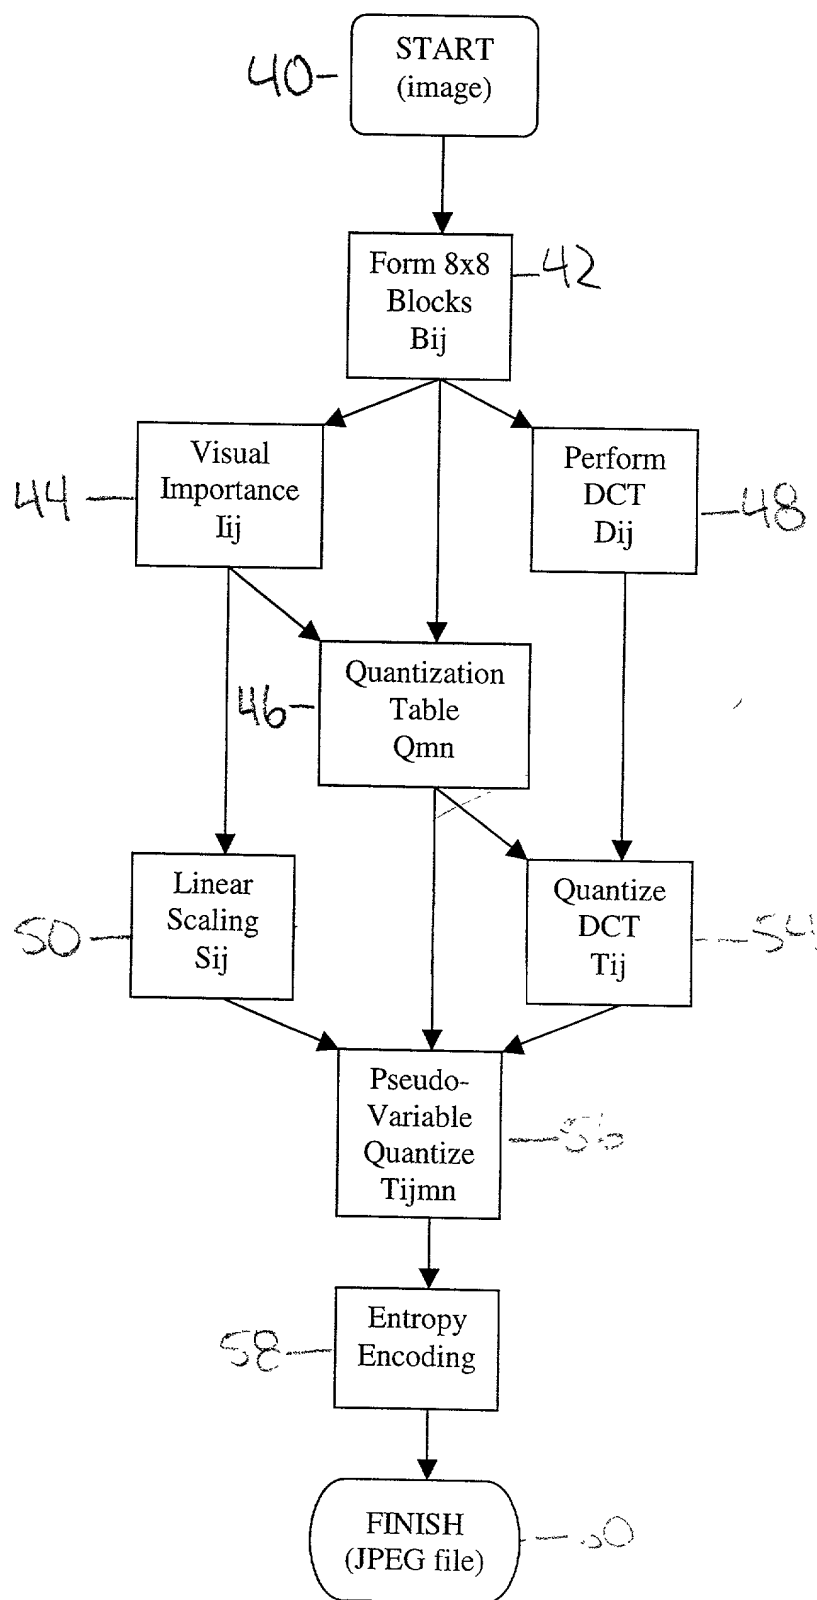 START
(image)
40
Form 8x8
Blocks
Bij
42
Visual
Importance
Iij
44
Perform
DCT
Dij
48
Quantization
Table
Qmn
46
Linear
Scaling
Sij
50
Quantize
DCT
Tij
54
Pseudo-
Variable
Quantize
Tijmn
Entropy
Encoding
58
FINISH
(JPEG file)